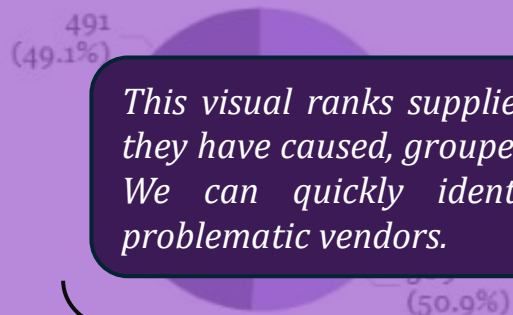 491
(49.1%)
This visual ranks supplie
they have caused, groupe
We can quickly ident
problematic vendors.
(50.9%)